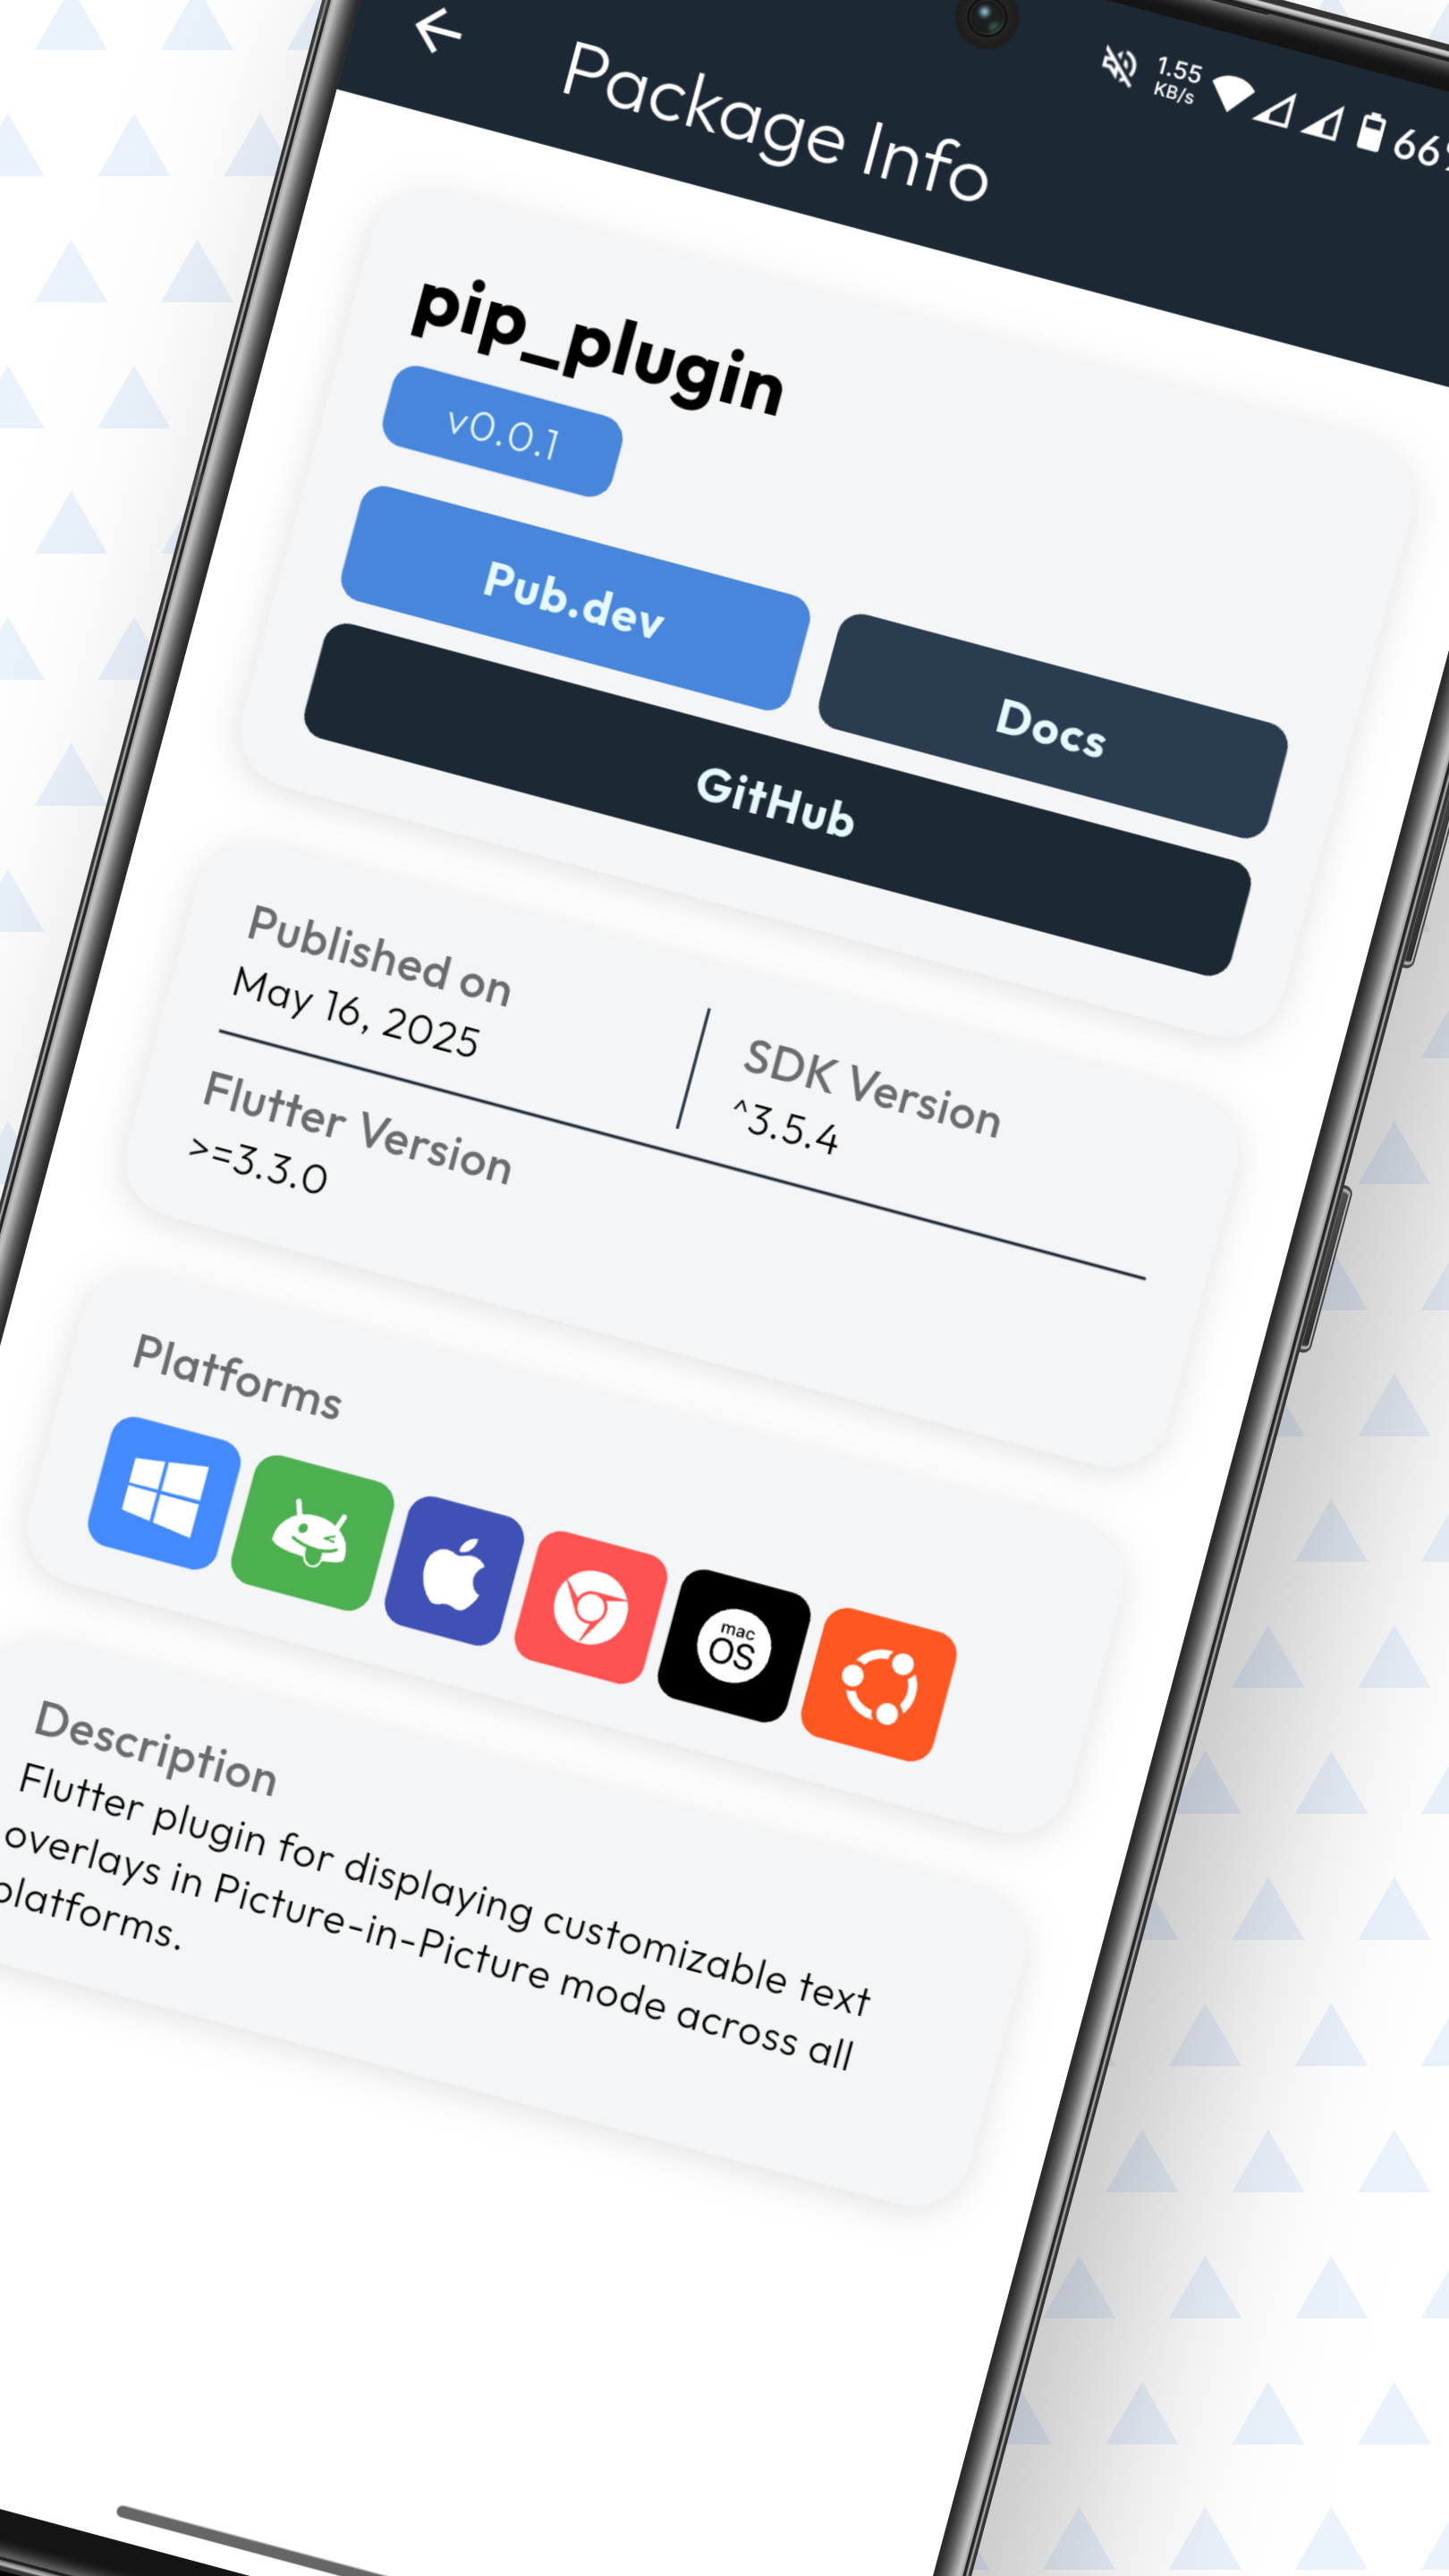 1.55
KB/s
Package Info
pip_plugin
v0.0.1
Pub.dev
Docs
GitHub
Published on
May 16, 2025
SDK Version
^3.5.4
Flutter Version
>=3.3.0
Platforms
mac
OS
Description
Flutter plugin for displaying customizable text
overlays in Picture-in-Picture mode across all
platforms.